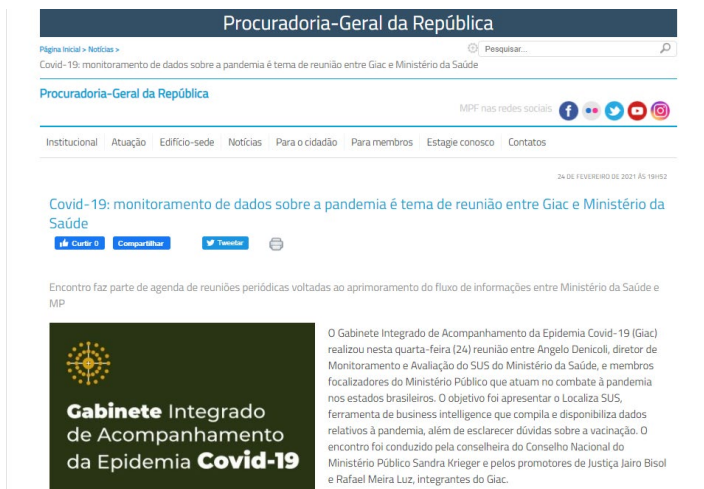 Procuradoria-Geral da República
Página Inicial > Notícias >
Pesquisar...
Covid-19: monitoramento de dados sobre a pandemia é tema de reunião entre Giac e Ministério da Saúde
Procuradoria-Geral da República
MPF nas redes sociais
Institucional Atuação Edifício-sede Notícias Para o cidadão Para membros Estagie conosco Contatos
24 DE FEVEREIRO DE 2021 ÀS 19H52
Covid-19: monitoramento de dados sobre a pandemia é tema de reunião entre Giac e Ministério da
Saúde
Curtir 0 Compartilhar Tweetar
Encontro faz parte de agenda de reuniões periódicas voltadas ao aprimoramento do fluxo de informações entre Ministério da Saúde e
MP
Gabinete Integrado
de Acompanhamento
da Epidemia Covid-19
O Gabinete Integrado de Acompanhamento da Epidemia Covid-19 (Giac)
realizou nesta quarta-feira (24) reunião entre Angelo Denicoli, diretor de
Monitoramento e Avaliação do SUS do Ministério da Saúde, e membros
focalizadores do Ministério Público que atuam no combate à pandemia
nos estados brasileiros. O objetivo foi apresentar o Localiza SUS,
ferramenta de business intelligence que compila e disponibiliza dados
relativos à pandemia, além de esclarecer dúvidas sobre a vacinação. O
encontro foi conduzido pela conselheira do Conselho Nacional do
Ministério Público Sandra Krieger e pelos promotores de Justiça Jairo Bisol
e Rafael Meira Luz, integrantes do Giac.